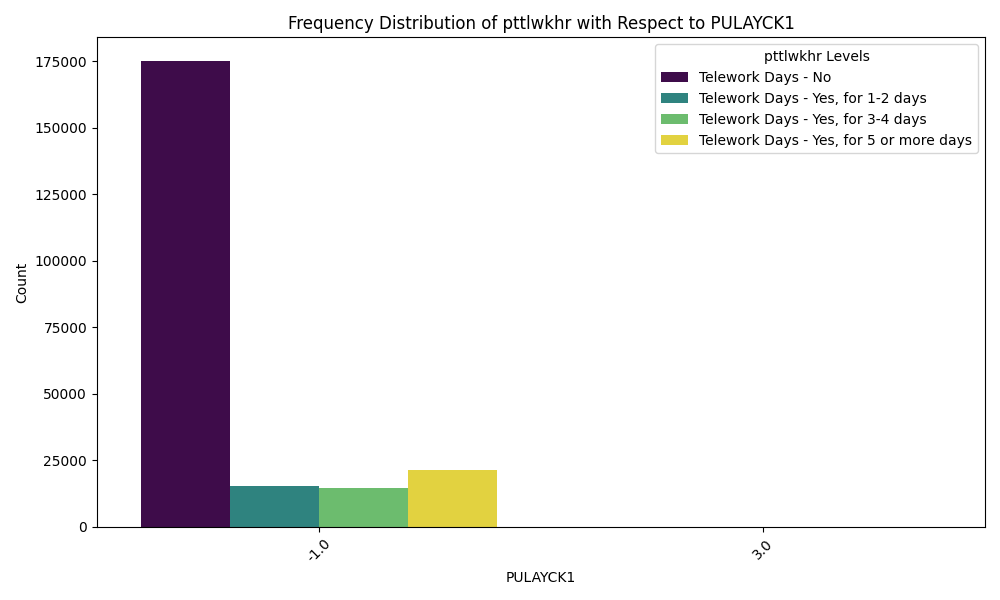 Frequency Distribution of pttlwkhr with Respect to PULAYCK1
pttlwkhr Levels
Telework Days - No
Telework Days - Yes, for 1-2 days
Telework Days - Yes, for 3-4 days
Telework Days - Yes, for 5 or more days
175000
150000
125000
100000
75000
50000
25000
0
Count
-1.0
3.0
PULAYCK1